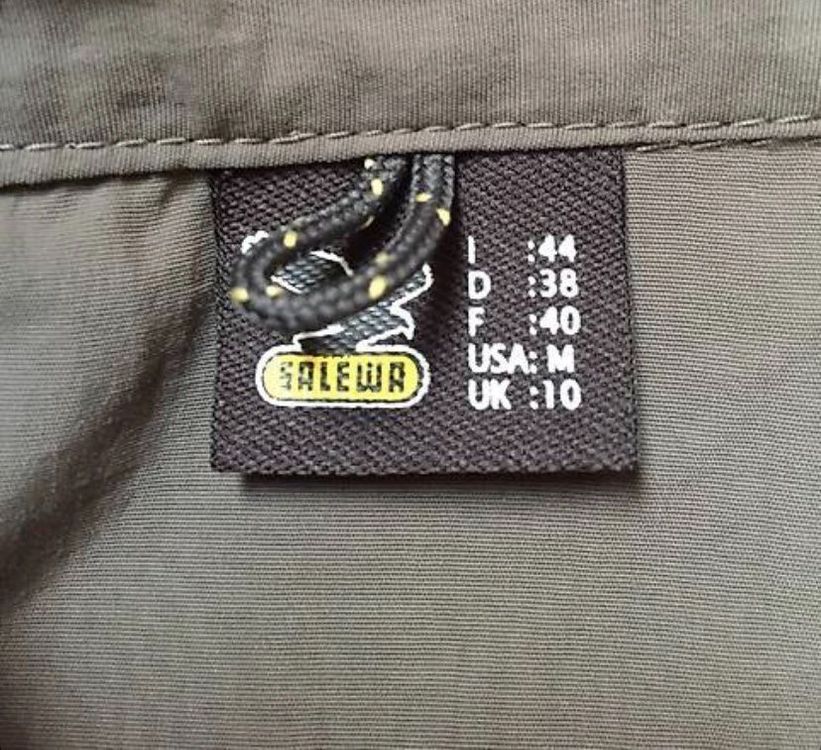 SALEWA
I :44
D :38
F :40
USA: M
UK :10